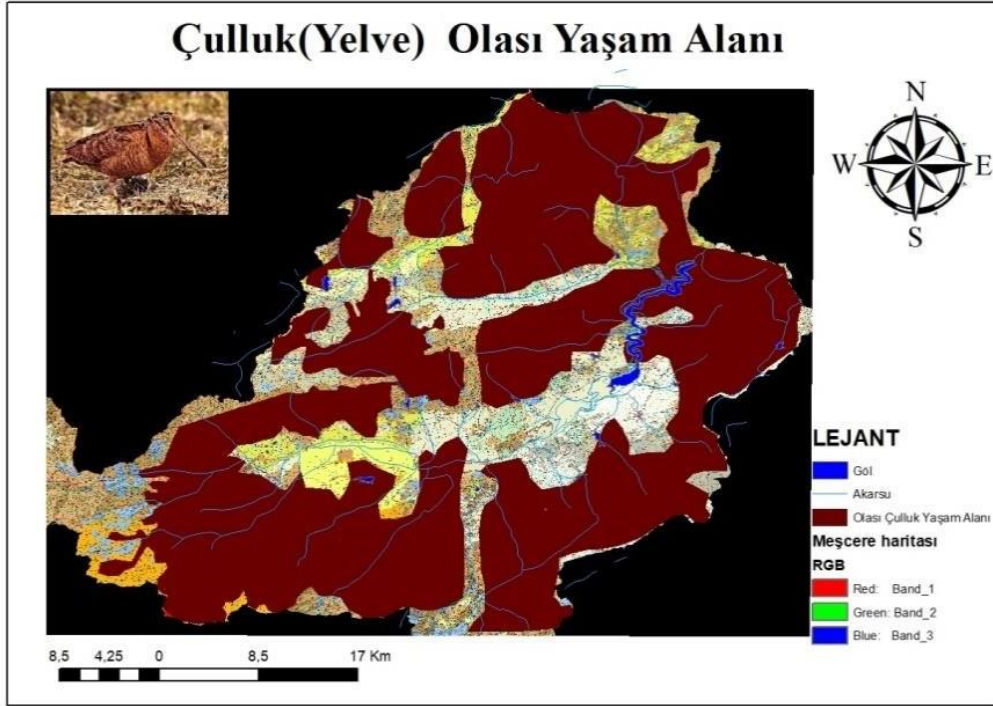 Çulluk(Yelve) Olası Yaşam Alanı
N
W E
S
LEJANT
Göl
Akarsu
Olası Çulluk Yaşam Alanı
Meşcere haritası
RGB
Red: Band_1
Green: Band_2
Blue: Band_3
8,5 4,25 0 8,5 17 Km